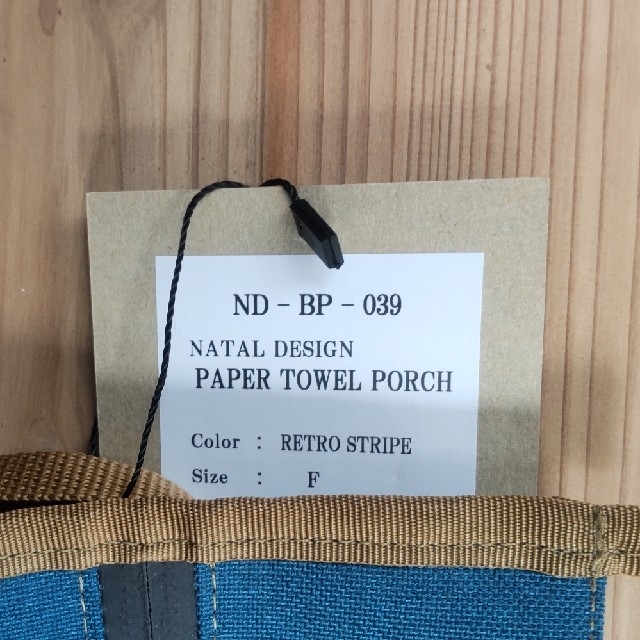 ND - BP - 039
NATAL DESIGN
PAPER TOWEL PORCH
Color : RETRO STRIPE
Size : F